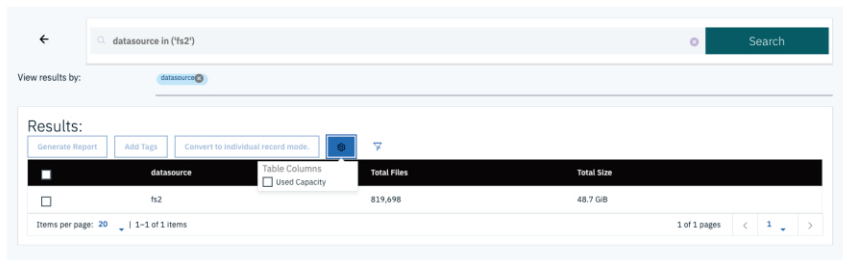 datasource in ('fs2')
Search
View results by:
datasource
Results:
Generate Report Add Tags Convert to individual record mode.
datasource Total Files Total Size
Table Columns
Used Capacity
fs2 819,698 48.7 GiB
Items per page: 20 | 1–1 of 1 items 1 of 1 pages 1